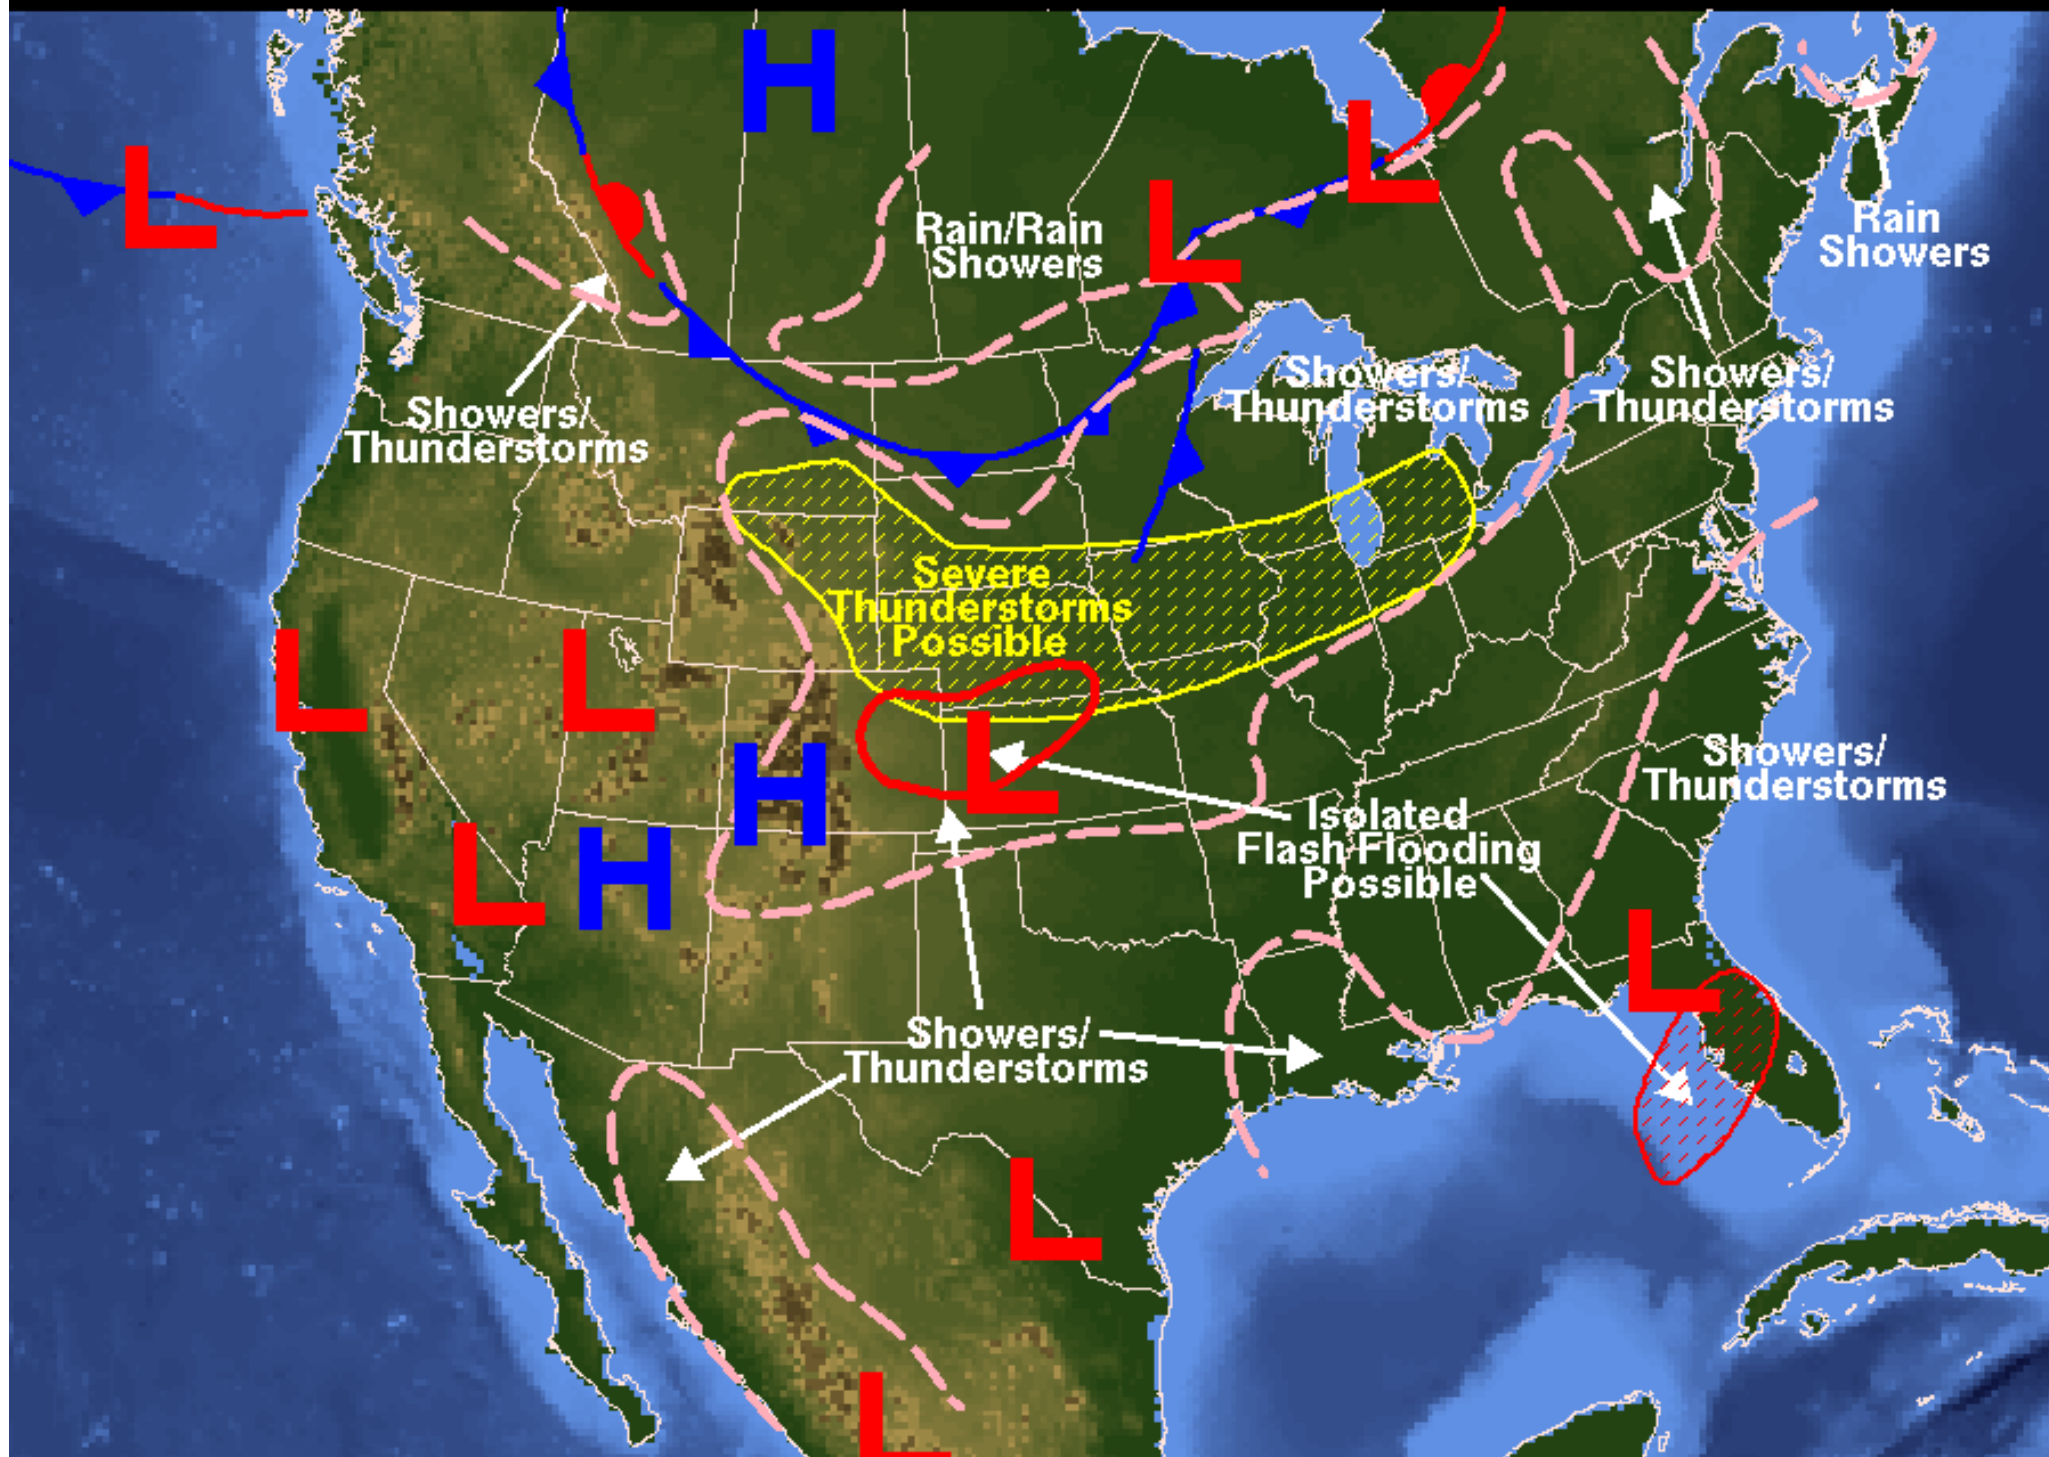 H
L
L
L
Rain/Rain
Showers
Rain
Showers
Showers/
Thunderstorms
Showers/
Thunderstorms
Showers/
Thunderstorms
Severe
Thunderstorms
Possible
L
L
L
H
Showers/
Thunderstorms
Isolated
Flash Flooding
Possible
L
H
L
Showers/
Thunderstorms
L
L